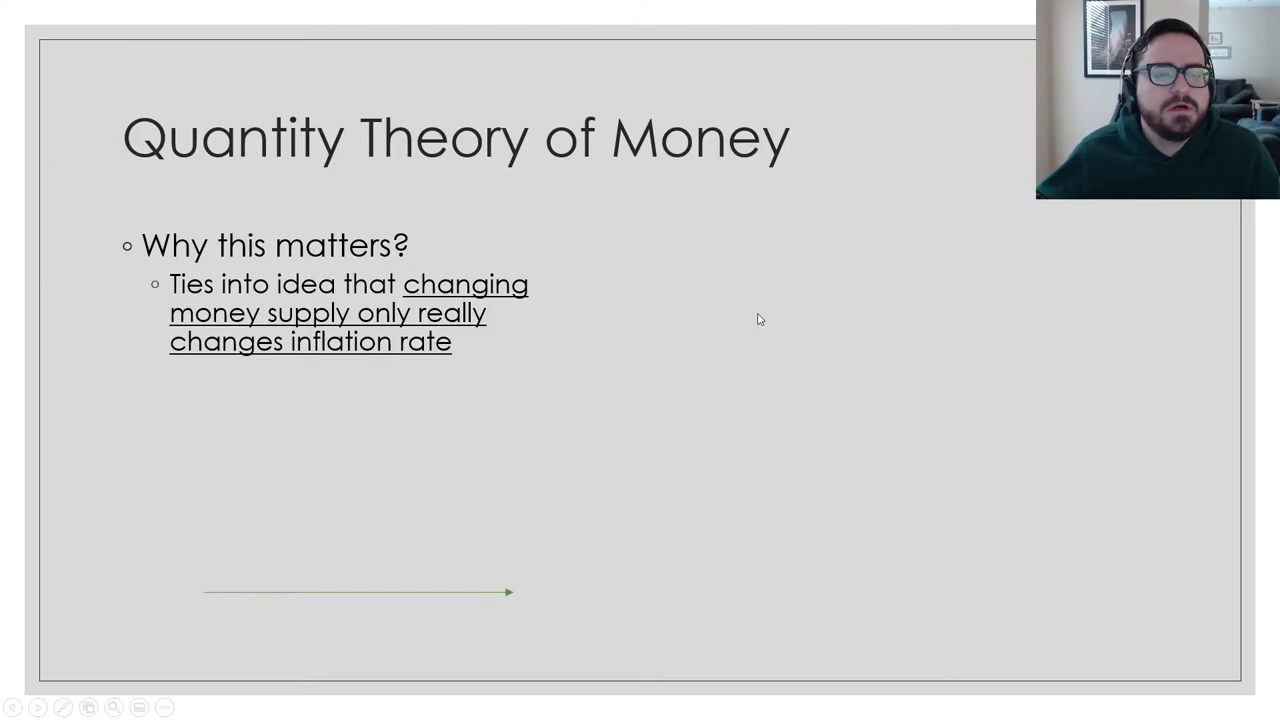 Quantity Theory of Money
Why this matters?
Ties into idea that changing
money supply only really
changes inflation rate